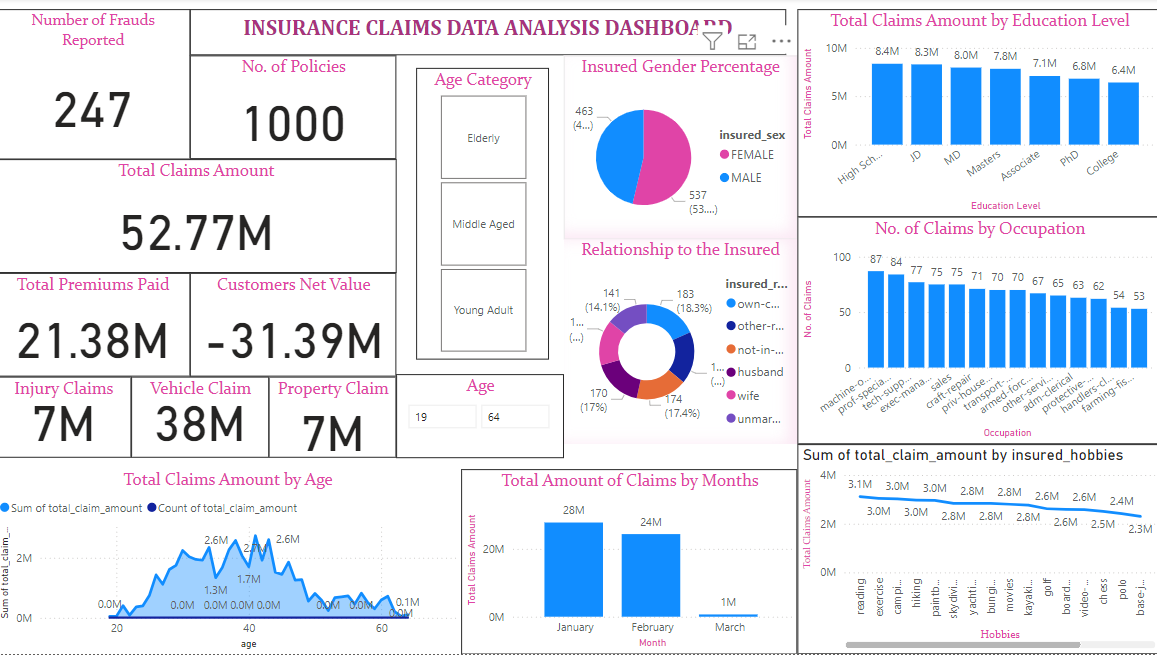 Number of Frauds
Reported
247
INSURANCE CLAIMS DATA ANALYSIS DASHBOARD
No. of Policies
1000
Total Claims Amount
52.77M
Total Premiums Paid
21.38M
Customers Net Value
-31.39M
Injury Claims
7M
Vehicle Claim
38M
Property Claim
7M
Age Category
Elderly
Middle Aged
Young Adult
Age
19
64
Insured Gender Percentage
463
(4...)
537
(53....)
insured_sex
FEMALE
MALE
Relationship to the Insured
141
(14.1%)
183
(18.3%)
1...
(...)
1...
(...)
170
(17%)
174
(17.4%)
insured_r...
own-c...
other-r...
not-in-...
husband
wife
unmar...
Total Claims Amount by Education Level
Total Claims Amount
10M
5M
0M
8.4M
8.3M
8.0M
7.8M
7.1M
6.8M
6.4M
High Sch...
JD
MD
Masters
Associate
PhD
College
Education Level
No. of Claims by Occupation
No. of Claims
100
50
0
87
84
77
75
75
71
70
70
67
65
63
62
54
53
machine-o...
prof-specia...
tech-supp...
exec-mana...
sales
craft-repair
priv-house...
transport-...
armed-forc...
other-servi...
adm-clerical
protective-...
handlers-cl...
farming-fis...
Occupation
Total Claims Amount by Age
Sum of total_claim_amount
Count of total_claim_amount
Sum of total_claim_...
2M
0M
0.0M
0.0M
2.6M
1.3M
0.0M
0.0M
1.7M
2.7M
0.0M
2.6M
0.0M
0.0M
0.1M
0.0M
20
40
60
age
Total Amount of Claims by Months
Total Claims Amount
20M
0M
28M
24M
1M
January
February
March
Month
Sum of total_claim_amount by insured_hobbies
Total Claims Amount
4M
2M
0M
3.1M
3.0M
3.0M
3.0M
3.0M
2.8M
2.8M
2.8M
2.8M
2.8M
2.6M
2.6M
2.6M
2.5M
2.4M
2.3M
reading
exercise
campi...
hiking
paintb...
skydivi...
yachti...
bungi...
movies
kayaki...
golf
board...
video-...
chess
polo
base-j...
Hobbies